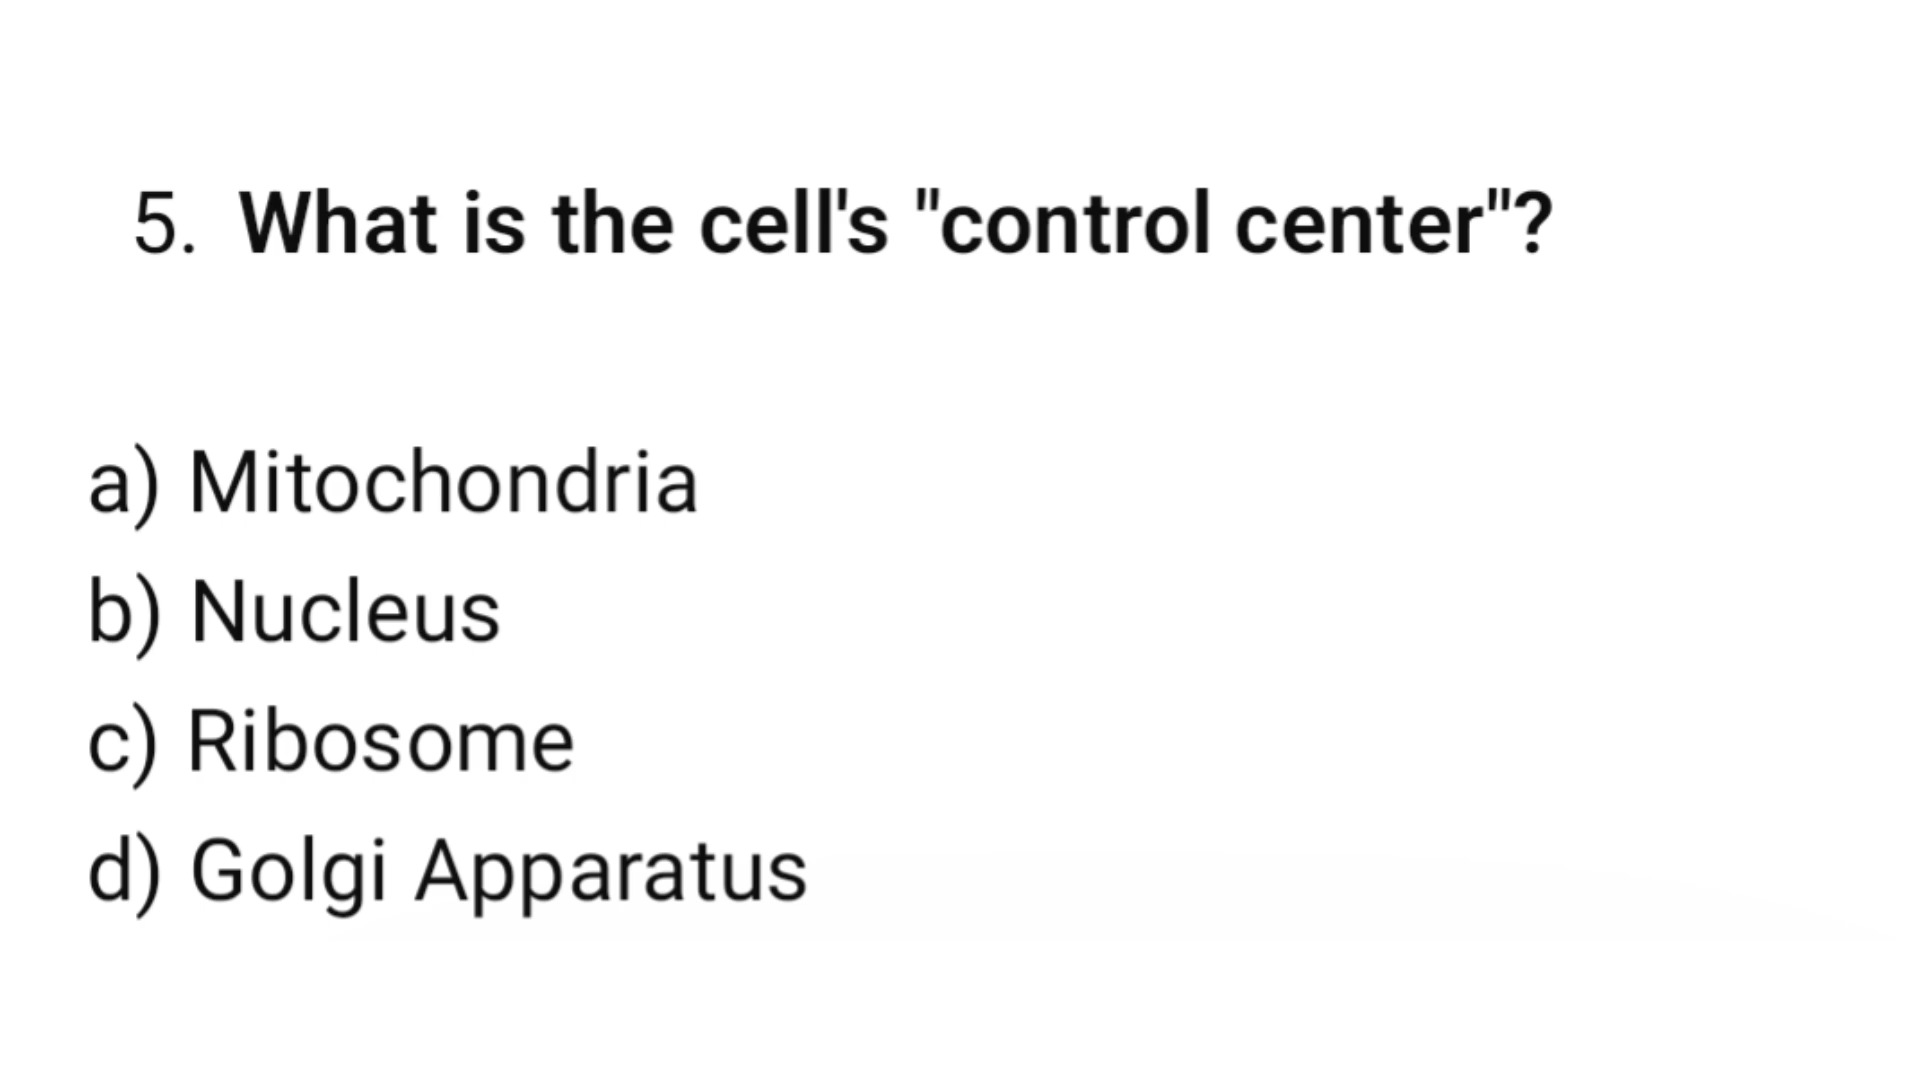 5. What is the cell's "control center"?
a) Mitochondria
b) Nucleus
c) Ribosome
d) Golgi Apparatus